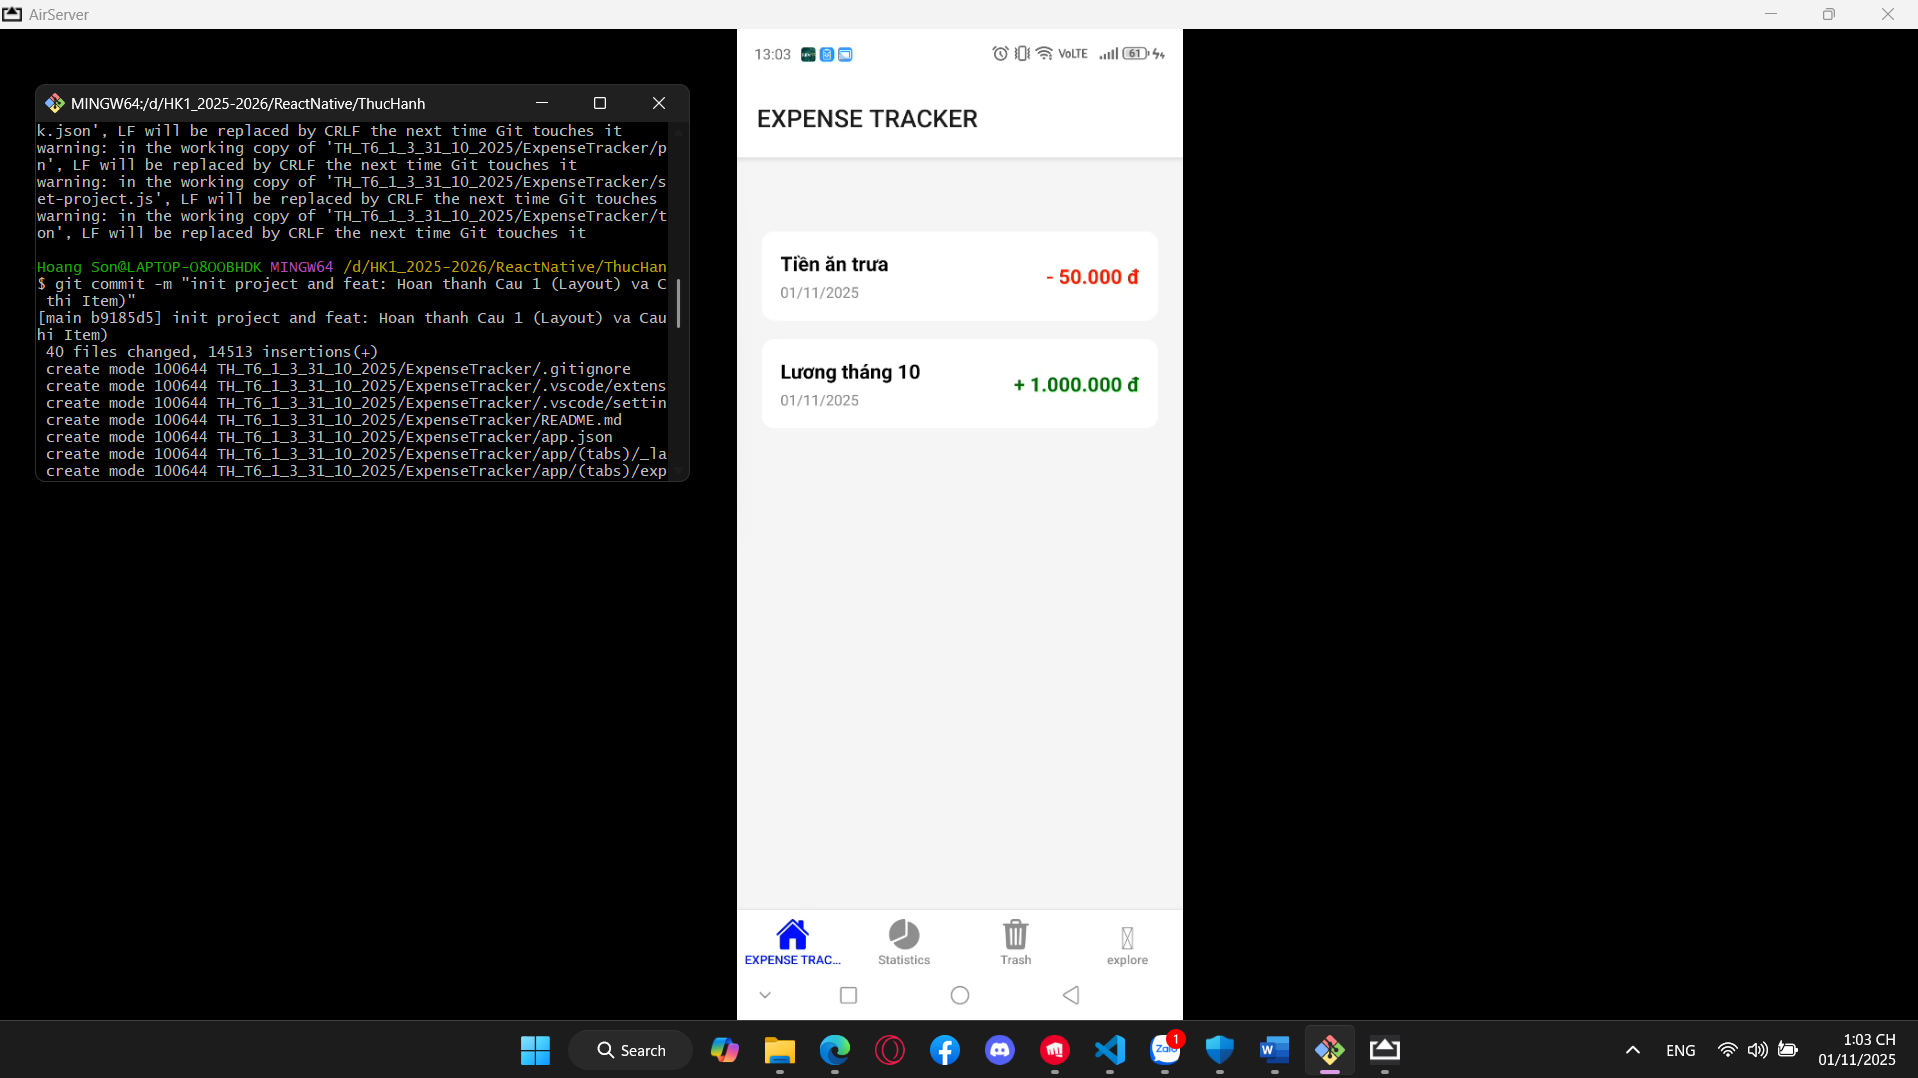 AirServer
MINGW64:/d/HK1_2025-2026/ReactNative/ThucHanh
k.json', LF will be replaced by CRLF the next time Git touches it
warning: in the working copy of 'TH_T6_1_3_31_10_2025/ExpenseTracker/p
n', LF will be replaced by CRLF the next time Git touches it
warning: in the working copy of 'TH_T6_1_3_31_10_2025/ExpenseTracker/s
et-project.js', LF will be replaced by CRLF the next time Git touches
warning: in the working copy of 'TH_T6_1_3_31_10_2025/ExpenseTracker/t
on', LF will be replaced by CRLF the next time Git touches it
Hoang Son@LAPTOP-O8OOBHDK MINGW64 /d/HK1_2025-2026/ReactNative/ThucHan
$ git commit -m "init project and feat: Hoan thanh Cau 1 (Layout) va C
thi Item)"
[main b9185d5] init project and feat: Hoan thanh Cau 1 (Layout) va Cau
hi Item)
40 files changed, 14513 insertions(+)
create mode 100644 TH_T6_1_3_31_10_2025/ExpenseTracker/.gitignore
create mode 100644 TH_T6_1_3_31_10_2025/ExpenseTracker/.vscode/extens
create mode 100644 TH_T6_1_3_31_10_2025/ExpenseTracker/.vscode/settin
create mode 100644 TH_T6_1_3_31_10_2025/ExpenseTracker/README.md
create mode 100644 TH_T6_1_3_31_10_2025/ExpenseTracker/app.json
create mode 100644 TH_T6_1_3_31_10_2025/ExpenseTracker/app/(tabs)/_la
create mode 100644 TH_T6_1_3_31_10_2025/ExpenseTracker/app/(tabs)/exp
13:03
VoLTE
61
EXPENSE TRACKER
Tiền ăn trưa
- 50.000 đ
01/11/2025
Lương tháng 10
+ 1.000.000 đ
01/11/2025
EXPENSE TRAC...
Statistics
Trash
explore
Search
Zalo
1
W
ENG
1:03 CH
01/11/2025